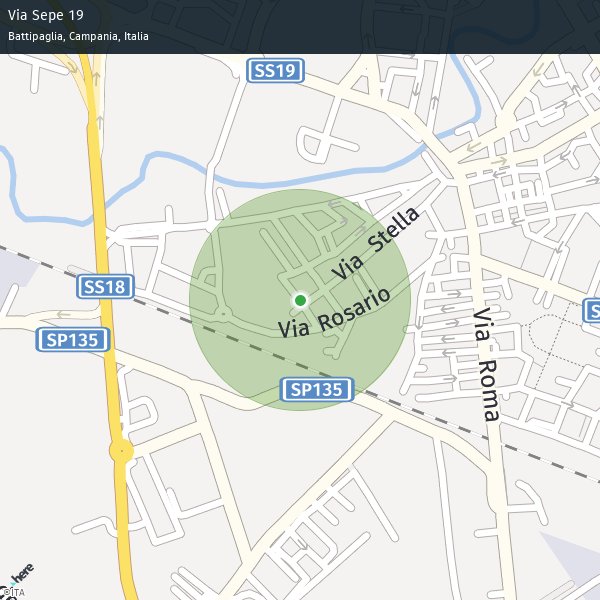 Via Sepe 19
Battipaglia, Campania, Italia
SS19
Via Stella
SS18
Via Rosario
SP135
SP135
Via Roma
here
©ITA